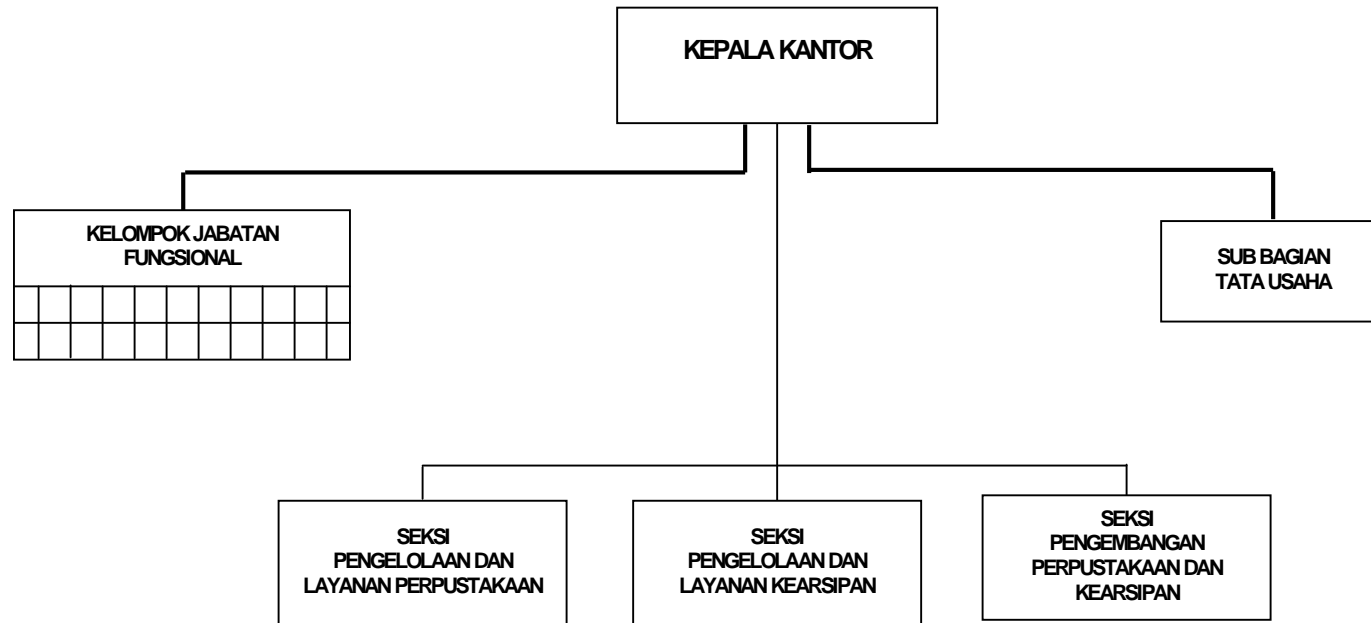 KEPALA KANTOR
KELOMPOK JABATAN
FUNGSIONAL
SUB BAGIAN
TATA USAHA
SEKSI
PENGELOLAAN DAN
LAYANAN PERPUSTAKAAN
SEKSI
PENGELOLAAN DAN
LAYANAN KEARSIPAN
SEKSI
PENGEMBANGAN
PERPUSTAKAAN DAN
KEARSIPAN